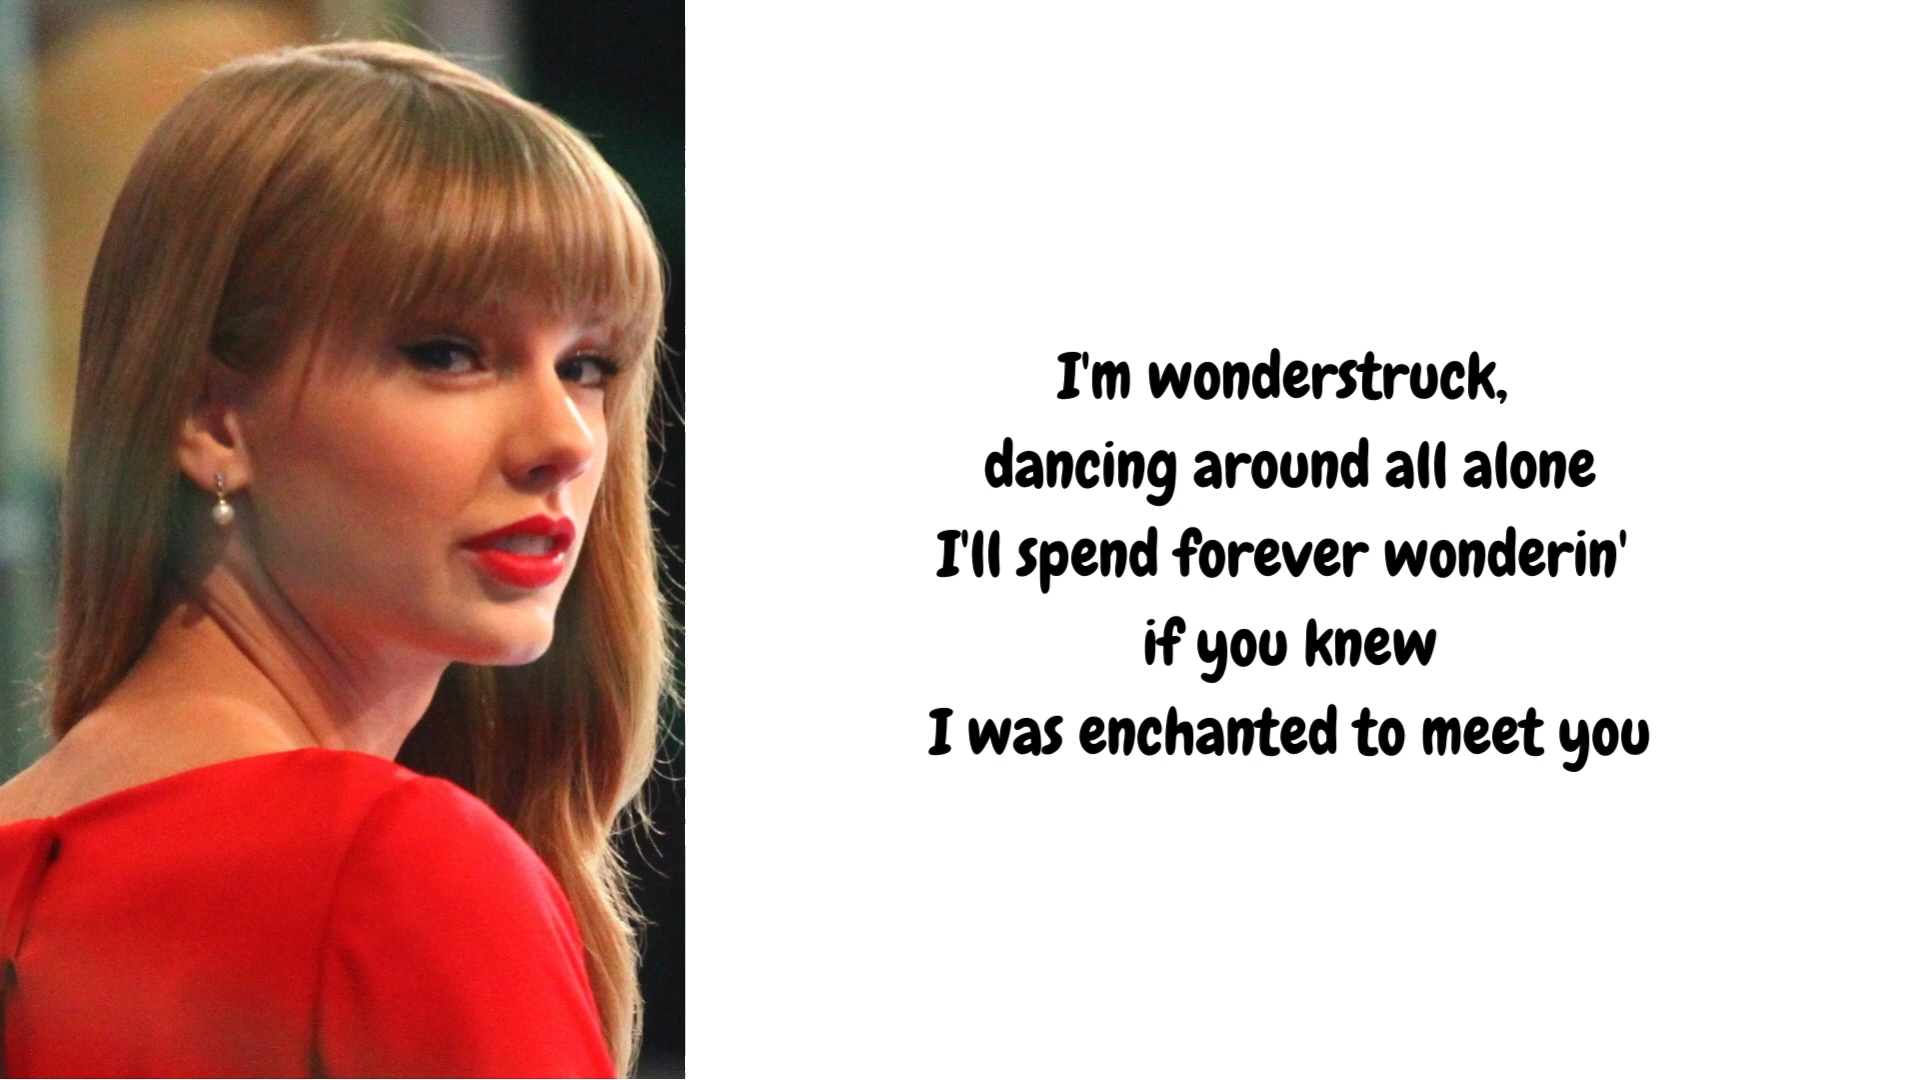 I'm wonderstruck,
dancing around all alone
I'll spend forever wonderin'
if you knew
I was enchanted to meet you